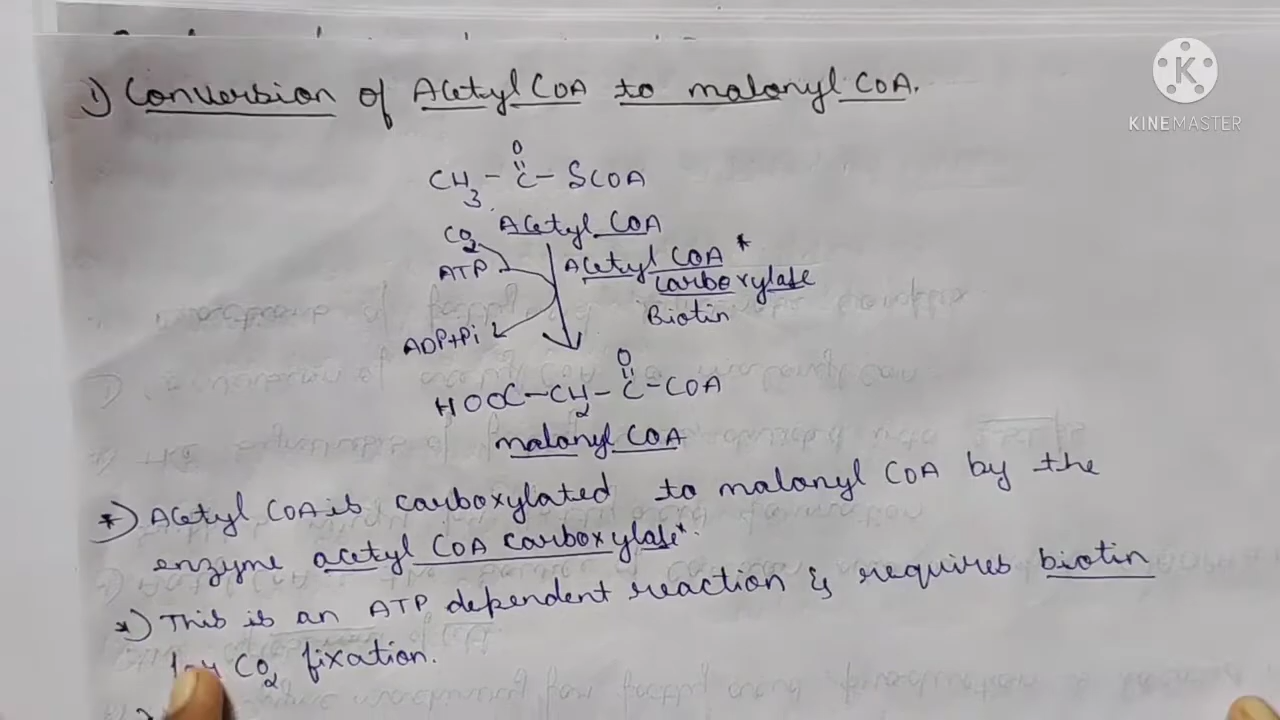 1) Conversion of Acetyl COA to malonyl COA.
KINEMASTER
O
CH3 - C - SCOA
Acetyl COA
CO2
ATP
Acetyl COA *
carboxylase
Biotin
ADP+Pi
O
HOOC-CH2-C-COA
malonyl COA
*) Acetyl COA is carboxylated to malonyl COA by the
enzyme acetyl COA carboxylase*.
*) This is an ATP dependent reaction & requires biotin
CO2 fixation.